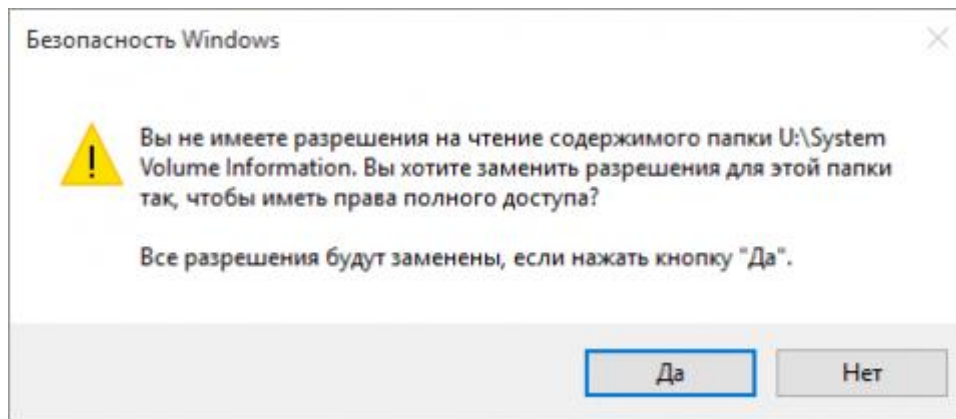 Безопасность Windows
Вы не имеете разрешения на чтение содержимого папки U:\System
Volume Information. Вы хотите заменить разрешения для этой папки
так, чтобы иметь права полного доступа?
Все разрешения будут заменены, если нажать кнопку "Да".
Да
Нет